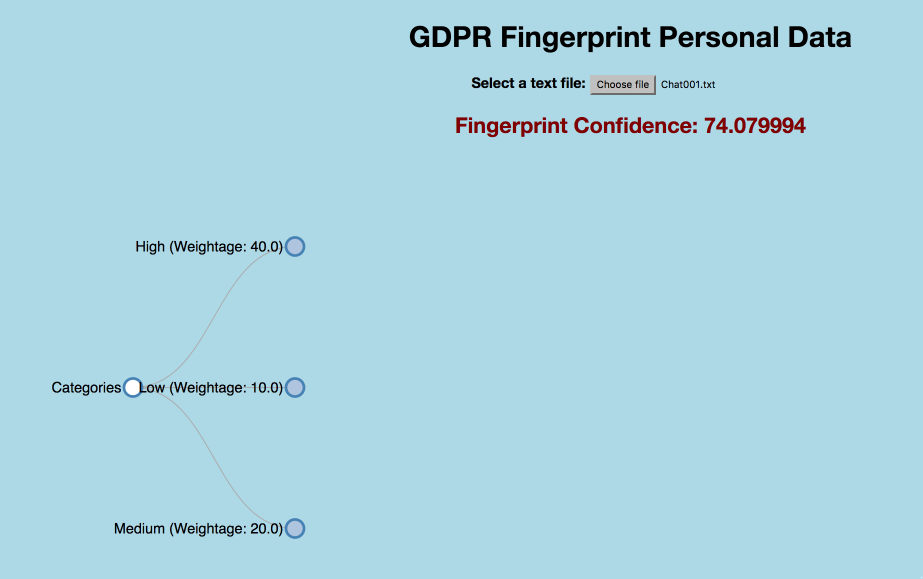 GDPR Fingerprint Personal Data
Select a text file: Choose file Chat001.txt
Fingerprint Confidence: 74.079994
High (Weightage: 40.0)
Categories Low (Weightage: 10.0)
Medium (Weightage: 20.0)